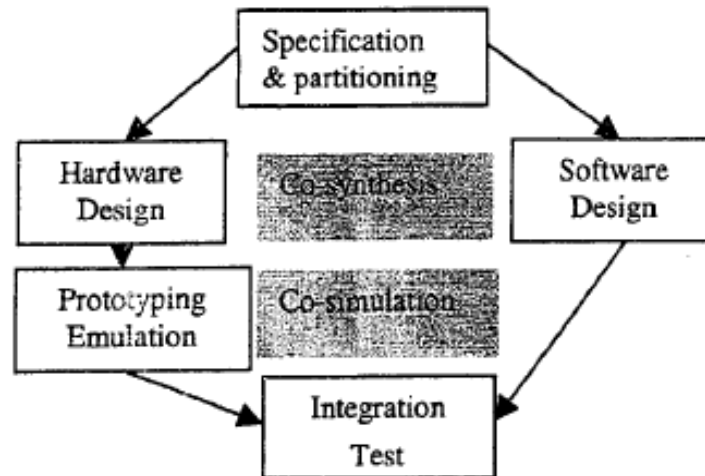 Specification
& partitioning
Hardware
Design
Co-synthesis
Software
Design
Prototyping
Emulation
Co-simulation
Integration
Test